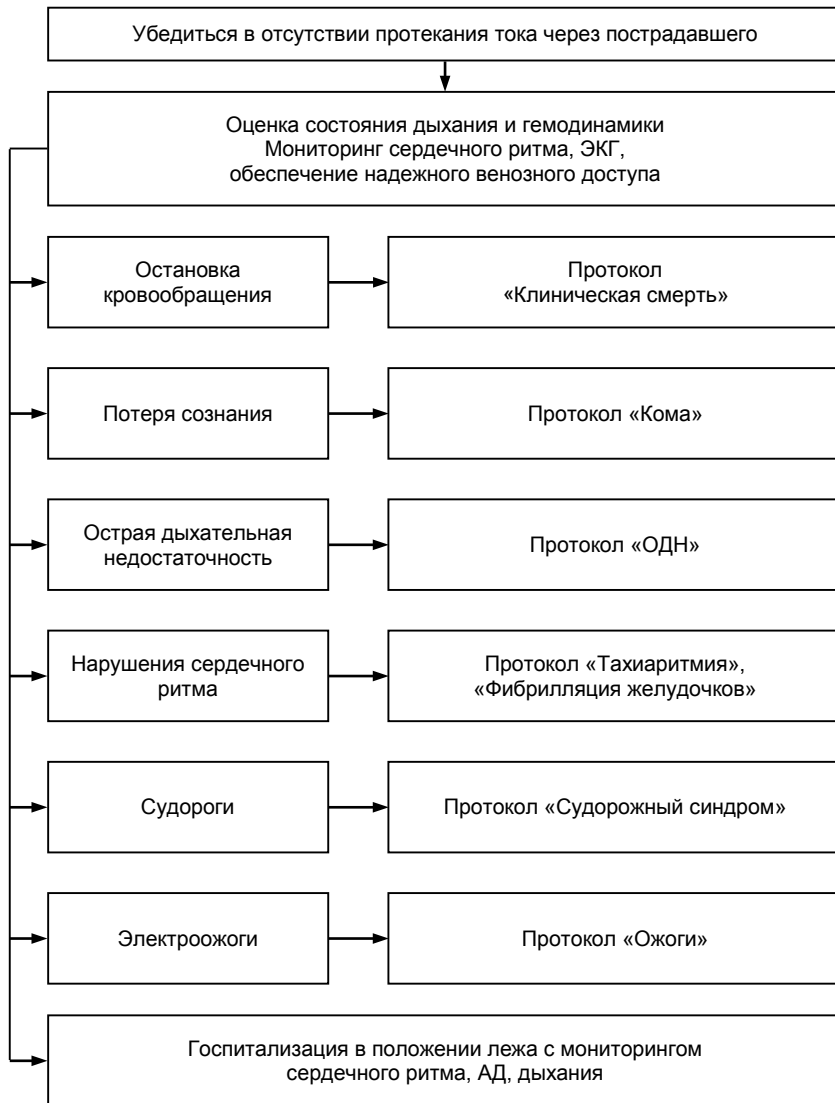 Убедиться в отсутствии протекания тока через пострадавшего
Оценка состояния дыхания и гемодинамики
Мониторинг сердечного ритма, ЭКГ,
обеспечение надежного венозного доступа
Остановка
кровообращения
Протокол
«Клиническая смерть»
Потеря сознания
Протокол «Кома»
Острая дыхательная
недостаточность
Протокол «ОДН»
Нарушения сердечного
ритма
Протокол «Тахиаритмия»,
«Фибрилляция желудочков»
Судороги
Протокол «Судорожный синдром»
Электроожоги
Протокол «Ожоги»
Госпитализация в положении лежа с мониторингом
сердечного ритма, АД, дыхания